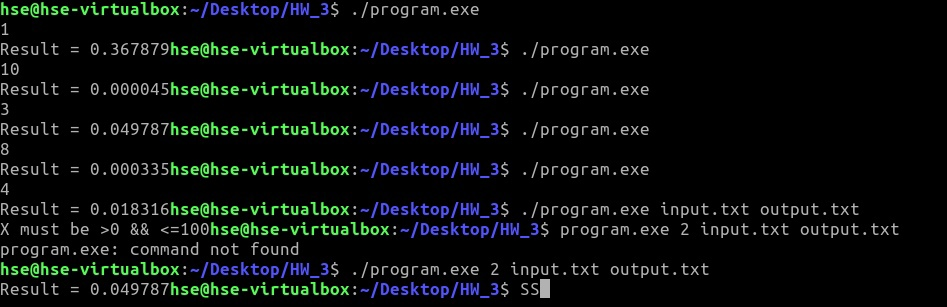 hse@hse-virtualbox:~/Desktop/HW_3$ ./program.exe
1
Result = 0.367879hse@hse-virtualbox:~/Desktop/HW_3$ ./program.exe
10
Result = 0.000045hse@hse-virtualbox:~/Desktop/HW_3$ ./program.exe
3
Result = 0.049787hse@hse-virtualbox:~/Desktop/HW_3$ ./program.exe
8
Result = 0.000335hse@hse-virtualbox:~/Desktop/HW_3$ ./program.exe
4
Result = 0.018316hse@hse-virtualbox:~/Desktop/HW_3$ ./program.exe input.txt output.txt
X must be >0 && <=100hse@hse-virtualbox:~/Desktop/HW_3$ program.exe 2 input.txt output.txt
program.exe: command not found
hse@hse-virtualbox:~/Desktop/HW_3$ ./program.exe 2 input.txt output.txt
Result = 0.049787hse@hse-virtualbox:~/Desktop/HW_3$ SS